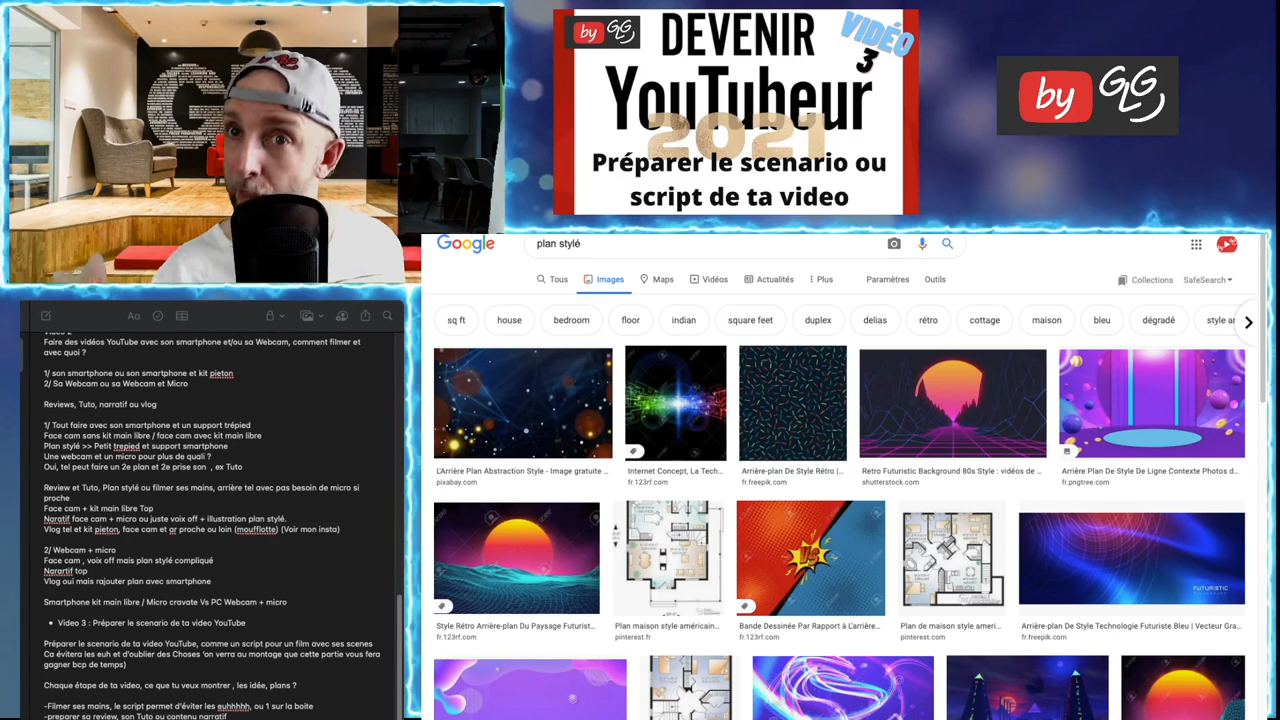 by GLG
DEVENIR
VIDÉO
3
YouTubeur
2021
Préparer le scenario ou
script de ta video
by GLG
Google
plan stylé
Tous
Images
Maps
Vidéos
Actualités
Plus
Paramètres
Outils
Collections
SafeSearch
sq ft
house
bedroom
floor
indian
square feet
duplex
delias
rétro
cottage
maison
bleu
dégradé
style ar
L'Arrière Plan Abstraction Style - Image gratuite ...
pixabay.com
Internet Concept, La Tech...
fr.123rf.com
Arrière-plan De Style Rétro |...
fr.freepik.com
Retro Futuristic Background 80s Style : vidéos de ...
shutterstock.com
Arrière Plan De Style De Ligne Contexte Photos d...
fr.pngtree.com
VS
FUTURISTIC
Style Rétro Arrière-plan Du Paysage Futurist...
fr.123rf.com
Plan maison style américain...
pinterest.fr
Bande Dessinée Par Rapport à L'arrière...
fr.123rf.com
Plan de maison style ameri...
pinterest.com
Arrière-plan De Style Technologie Futuriste Bleu | Vecteur Gra...
fr.freepik.com
Aa
Video 2
Faire des vidéos YouTube avec son smartphone et/ou sa Webcam, comment filmer et
avec quoi ?
1/ son smartphone ou son smartphone et kit pieton
2/ Sa Webcam ou sa Webcam et Micro
Reviews, Tuto, narratif ou vlog
1/ Tout faire avec son smartphone et un support trépied
Face cam sans kit main libre / face cam avec kit main libre
Plan stylé >> Petit trepied et support smartphone
Une webcam et un micro pour plus de quali ?
Oui, tel peut faire un 2e plan et 2e prise son , ex Tuto
Review et Tuto, Plan stylé ou filmer ses mains, arrière tel avec pas besoin de micro si
proche
Face cam + kit main libre Top
Naratif face cam + micro ou juste voix off + illustration plan stylé.
Vlog tel et kit pieton, face cam et ar proche ou loin (moufflotte) (Voir mon insta)
2/ Webcam + micro
Face cam , voix off mais plan stylé compliqué
Narartif top
Vlog oui mais rajouter plan avec smartphone
Smartphone kit main libre / Micro cravate Vs PC Webcam + micro
• Video 3 : Préparer le scenario de ta video YouTube
Préparer le scenario de ta video YouTube, comme un script pour un film avec ses scenes
Ca évitera les euh et d'oublier des Choses 'on verra au montage que cette partie vous fera
gagner bcp de temps)
Chaque étape de ta video, ce que tu veux montrer , les idée, plans ?
-Filmer ses mains, le script permet d'éviter les euhhhhh, ou 1 sur la boite
-preparer sa review, son Tuto ou contenu narratif